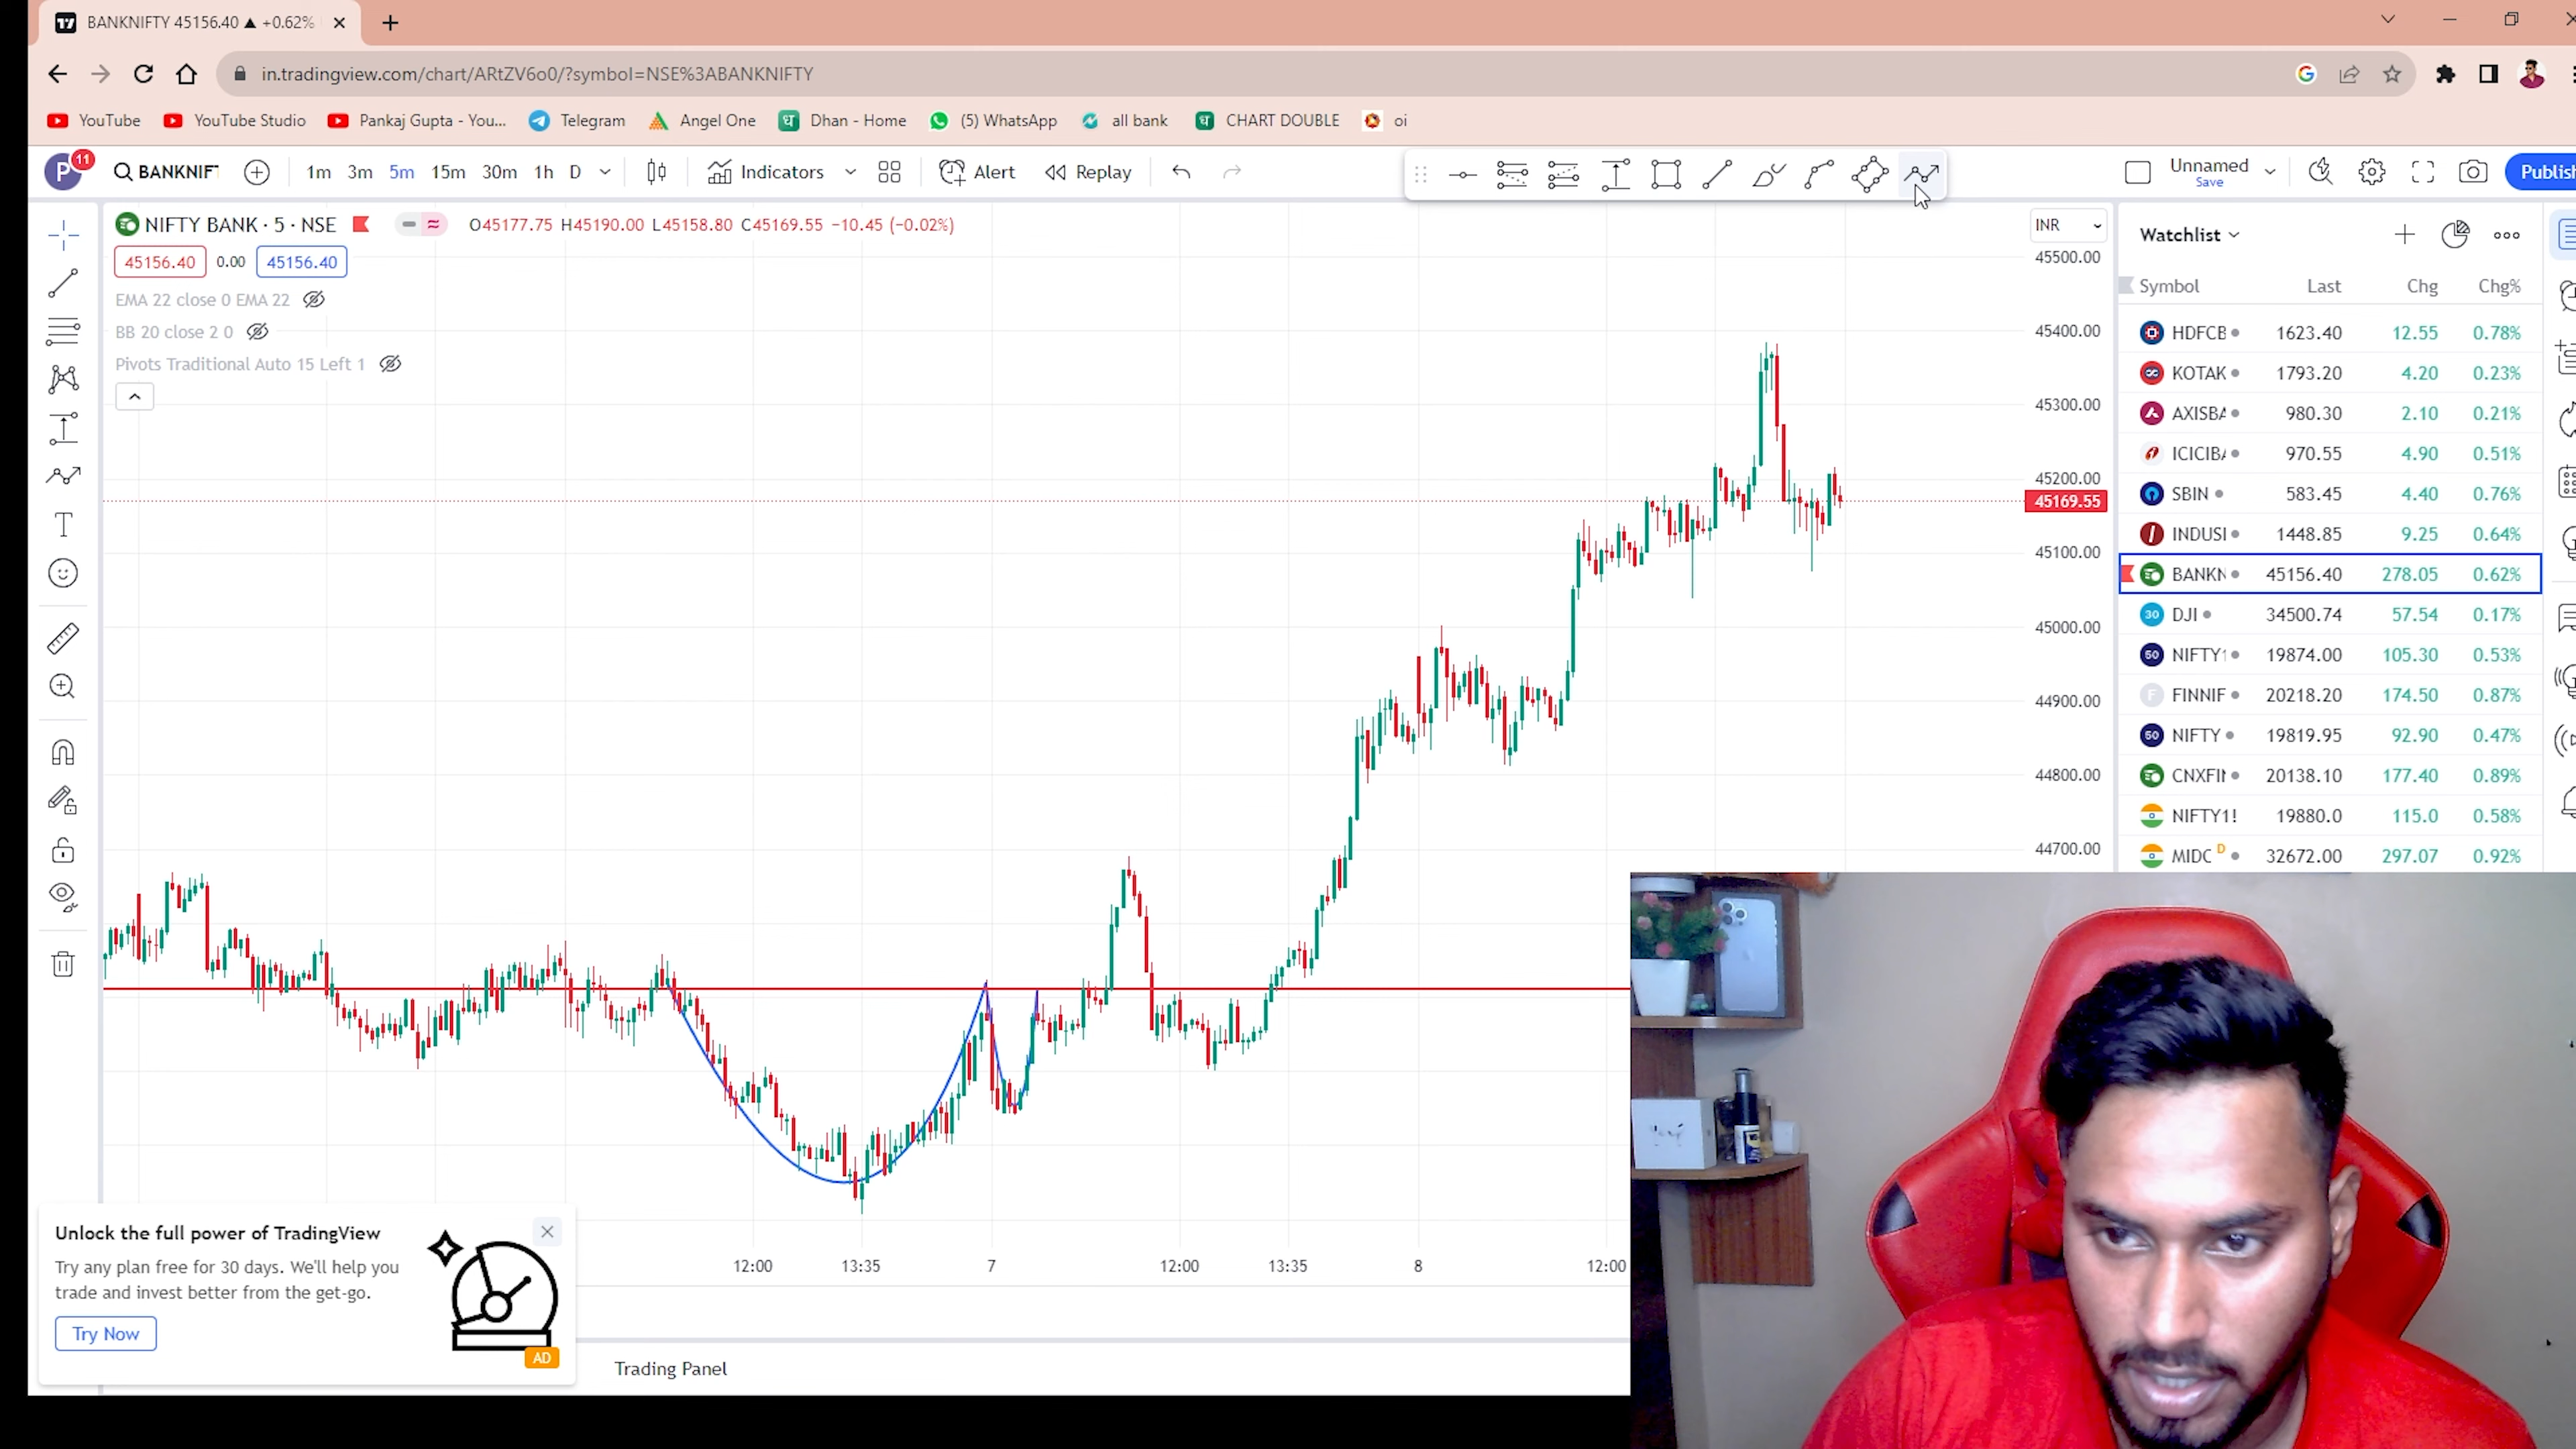 BANKNIFTY 45156.40 ▲ +0.62%
in.tradingview.com/chart/ARtZV6o0/?symbol=NSE%3ABANKNIFTY
YouTube YouTube Studio Pankaj Gupta - You... Telegram Angel One Dhan - Home (5) WhatsApp all bank CHART DOUBLE oi
P 11 BANKNIF 1m 3m 5m 15m 30m 1h D Indicators Alert Replay Unnamed Save Publish
NIFTY BANK · 5 · NSE O45177.75 H45190.00 L45158.80 C45169.55 −10.45 (−0.02%)
45156.40 0.00 45156.40
EMA 22 close 0 EMA 22
BB 20 close 2 0
Pivots Traditional Auto 15 Left 1
INR
45500.00
45400.00
45300.00
45200.00
45169.55
45100.00
45000.00
44900.00
44800.00
44700.00
12:00 13:35 7 12:00 13:35 8 12:00
Watchlist
Symbol Last Chg Chg%
HDFCB 1623.40 12.55 0.78%
KOTAK 1793.20 4.20 0.23%
AXISBA 980.30 2.10 0.21%
ICICIBA 970.55 4.90 0.51%
SBIN 583.45 4.40 0.76%
INDUSI 1448.85 9.25 0.64%
BANKN 45156.40 278.05 0.62%
30 DJI 34500.74 57.54 0.17%
50 NIFTY1 19874.00 105.30 0.53%
F FINNIF 20218.20 174.50 0.87%
50 NIFTY 19819.95 92.90 0.47%
CNXFIN 20138.10 177.40 0.89%
NIFTY1! 19880.0 115.0 0.58%
MIDC D 32672.00 297.07 0.92%
Unlock the full power of TradingView
Try any plan free for 30 days. We'll help you
trade and invest better from the get-go.
Try Now
AD
Trading Panel